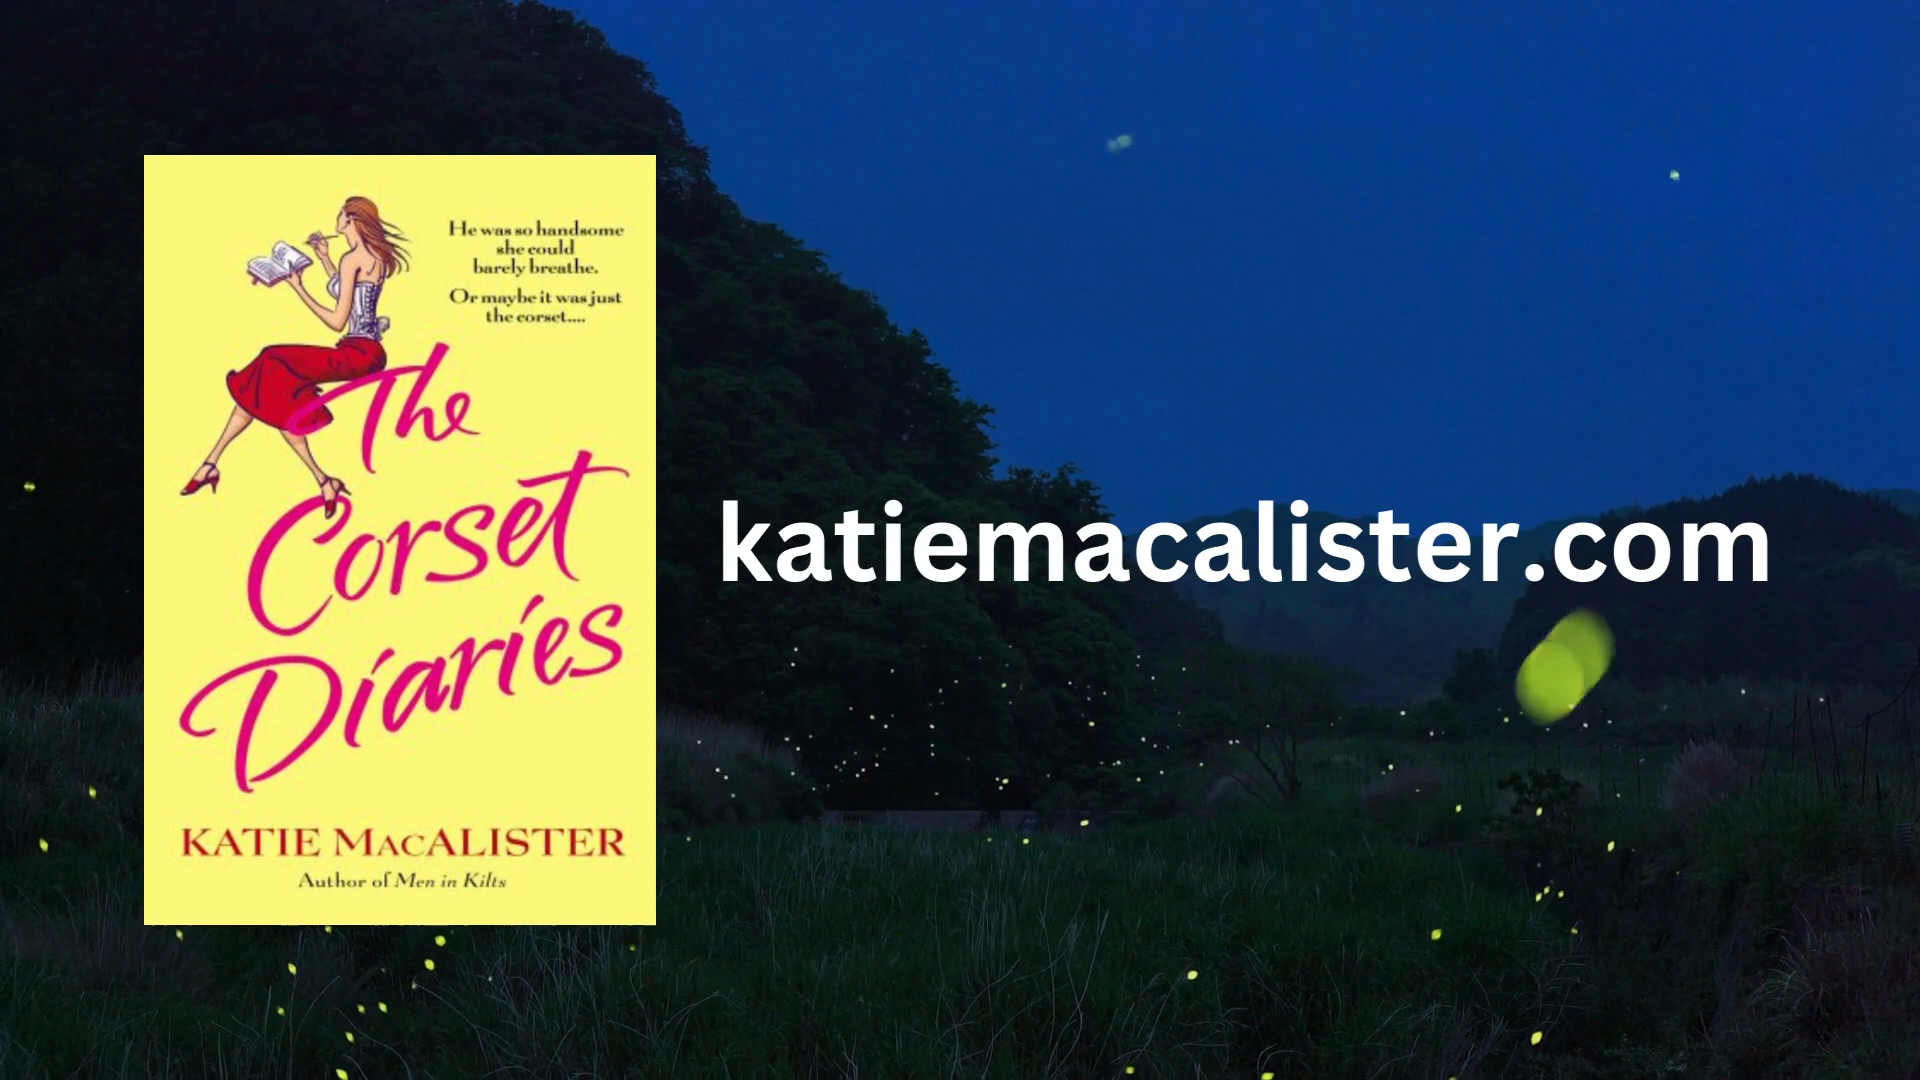 He was so handsome
she could
barely breathe.
Or maybe it was just
the corset....
The
Corset
Diaries
KATIE MACALISTER
Author of Men in Kilts
katiemacalister.com